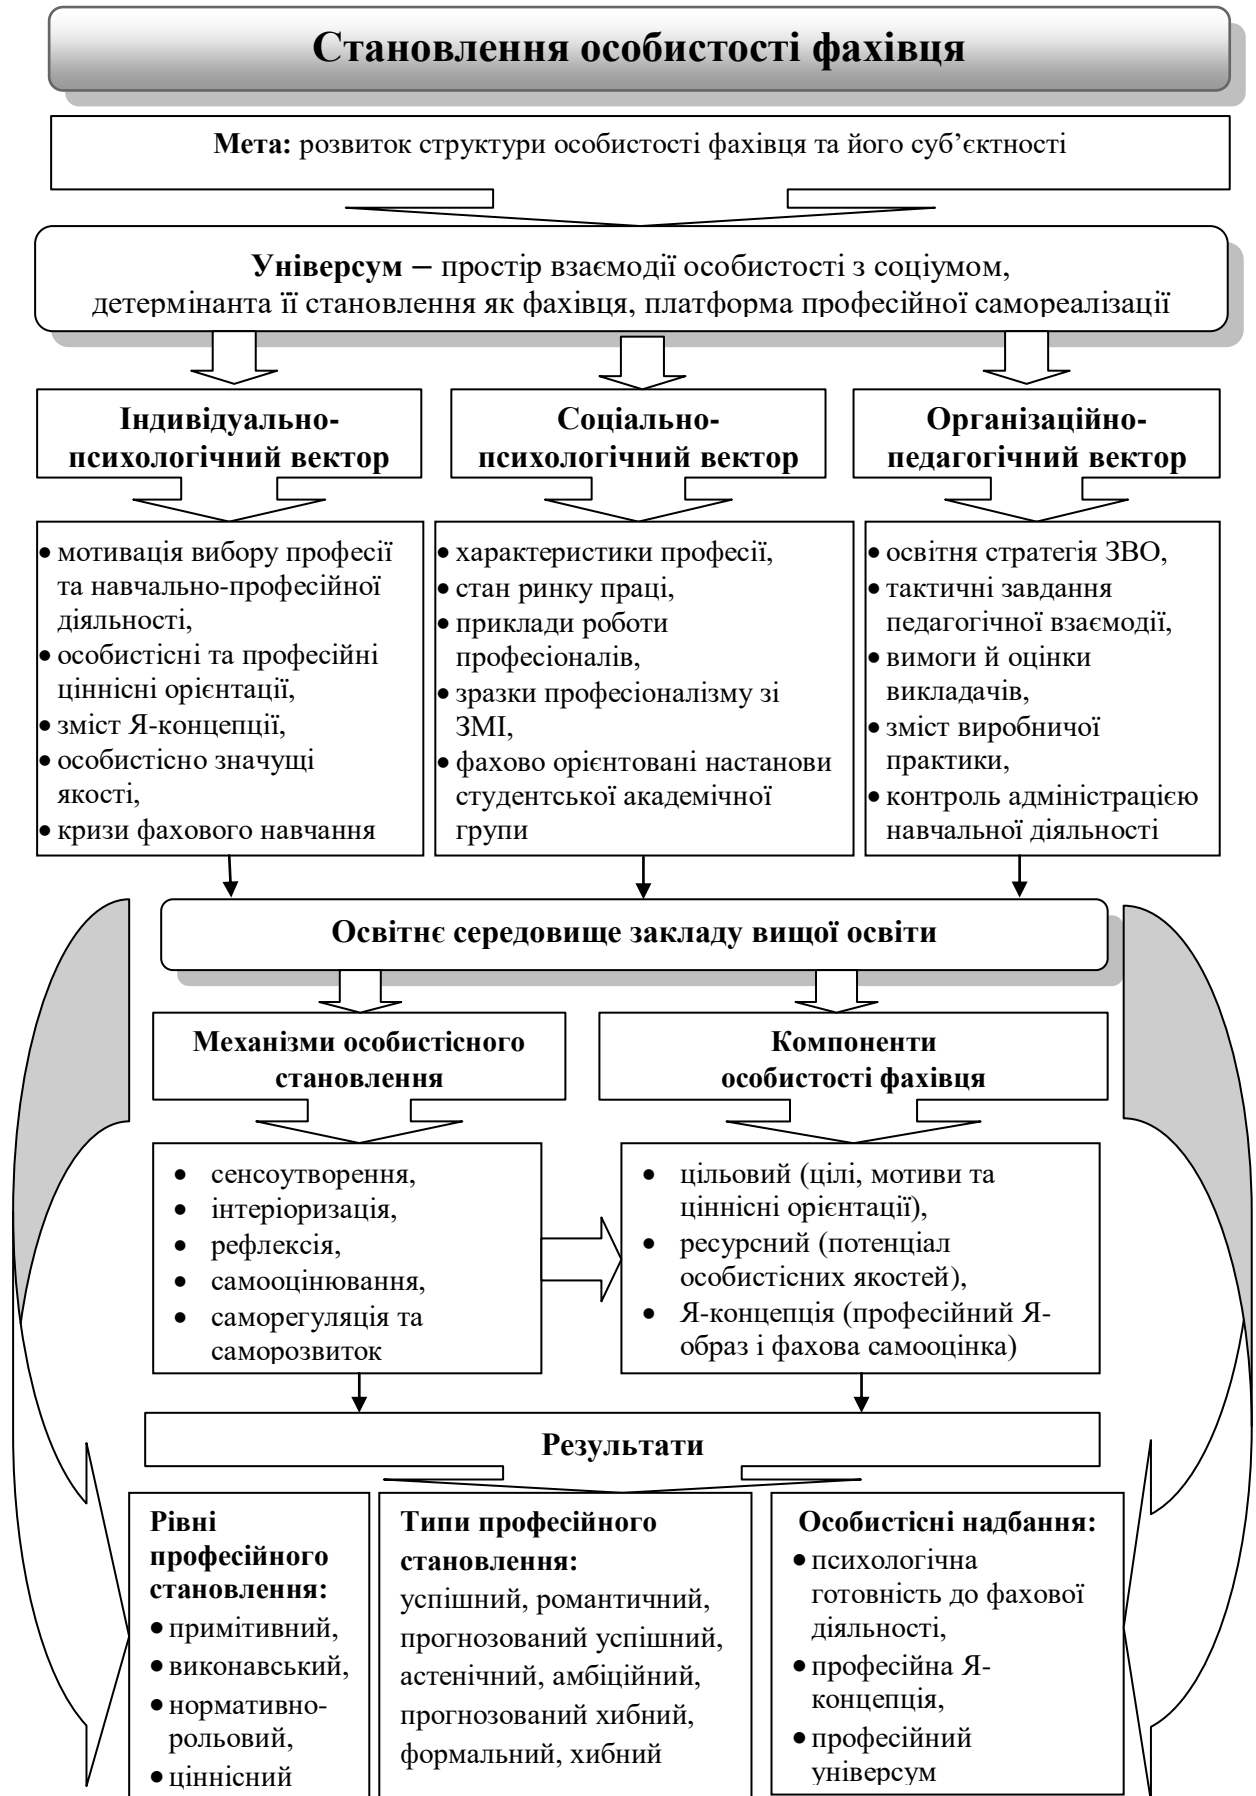 Становлення особистості фахівця
Мета: розвиток структури особистості фахівця та його суб’єктності
Універсум – простір взаємодії особистості з соціумом,
детермінанта її становлення як фахівця, платформа професійної самореалізації
Індивідуально-
психологічний вектор
Соціально-
психологічний вектор
Організаційно-
педагогічний вектор
• мотивація вибору професії
та навчально-професійної
діяльності,
• особистісні та професійні
ціннісні орієнтації,
• зміст Я-концепції,
• особистісно значущі
якості,
• кризи фахового навчання
• характеристики професії,
• стан ринку праці,
• приклади роботи
професіоналів,
• зразки професіоналізму зі
ЗМІ,
• фахово орієнтовані настанови
студентської академічної
групи
• освітня стратегія ЗВО,
• тактичні завдання
педагогічної взаємодії,
• вимоги й оцінки
викладачів,
• зміст виробничої
практики,
• контроль адміністрацією
навчальної діяльності
Освітнє середовище закладу вищої освіти
Механізми особистісного
становлення
Компоненти
особистості фахівця
• сенсоутворення,
• інтеріоризація,
• рефлексія,
• самооцінювання,
• саморегуляція та
саморозвиток
• цільовий (цілі, мотиви та
ціннісні орієнтації),
• ресурсний (потенціал
особистісних якостей),
• Я-концепція (професійний Я-
образ і фахова самооцінка)
Результати
Рівні
професійного
становлення:
• примітивний,
• виконавський,
• нормативно-
рольовий,
• ціннісний
Типи професійного
становлення:
успішний, романтичний,
прогнозований успішний,
астенічний, амбіційний,
прогнозований хибний,
формальний, хибний
Особистісні надбання:
• психологічна
готовність до фахової
діяльності,
• професійна Я-
концепція,
• професійний
універсум